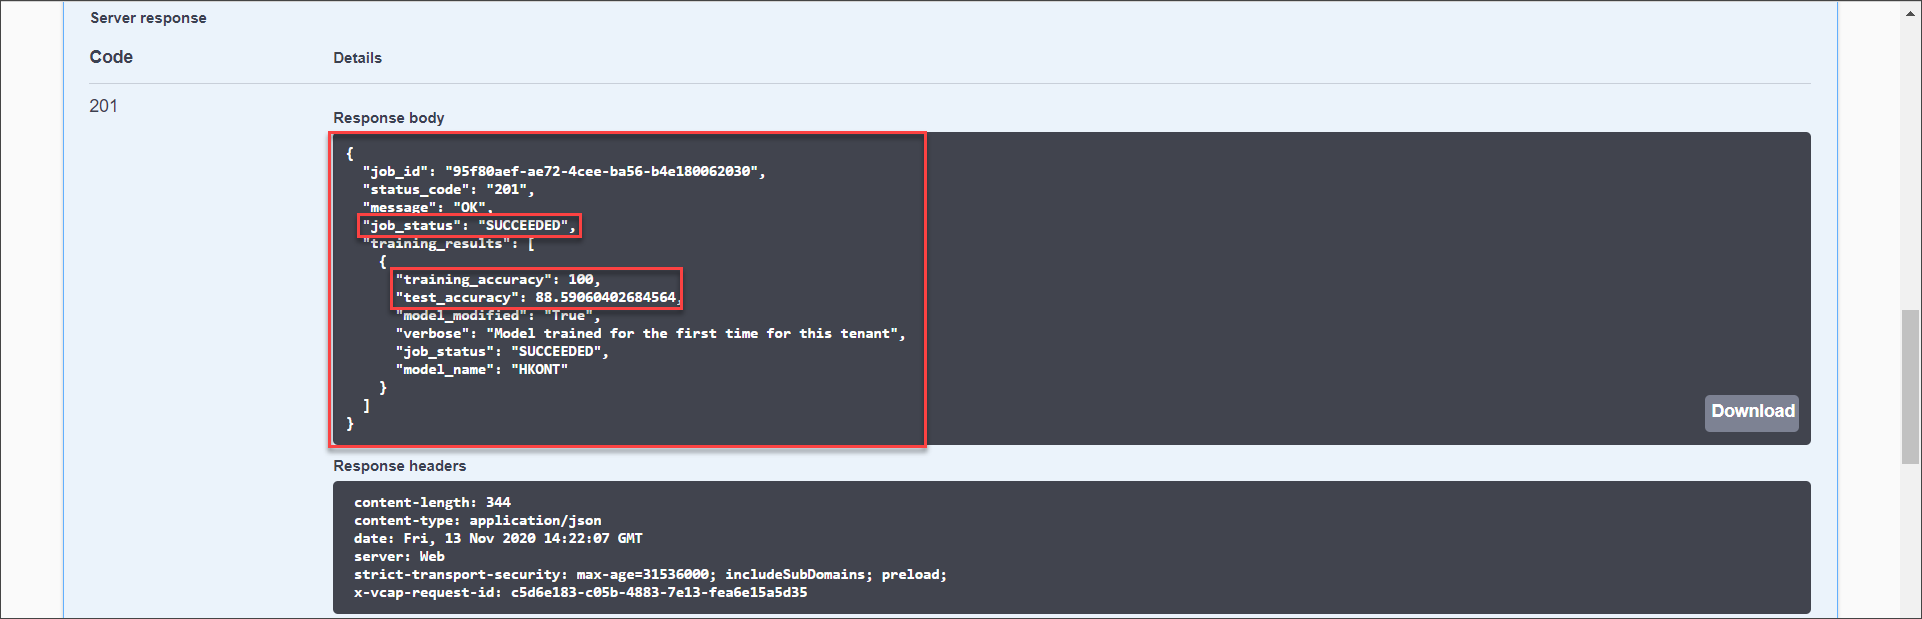 Server response
Code Details
201
Response body
{
"job_id": "95f80aef-ae72-4cee-ba56-b4e180062030",
"status_code": "201",
"message": "OK",
"job_status": "SUCCEEDED",
"training_results": [
{
"training_accuracy": 100,
"test_accuracy": 88.59060402684564,
"model_modified": "True",
"verbose": "Model trained for the first time for this tenant",
"job_status": "SUCCEEDED",
"model_name": "HKONT"
}
]
}
Download
Response headers
content-length: 344
content-type: application/json
date: Fri, 13 Nov 2020 14:22:07 GMT
server: Web
strict-transport-security: max-age=31536000; includeSubDomains; preload;
x-vcap-request-id: c5d6e183-c05b-4883-7e13-fea6e15a5d35